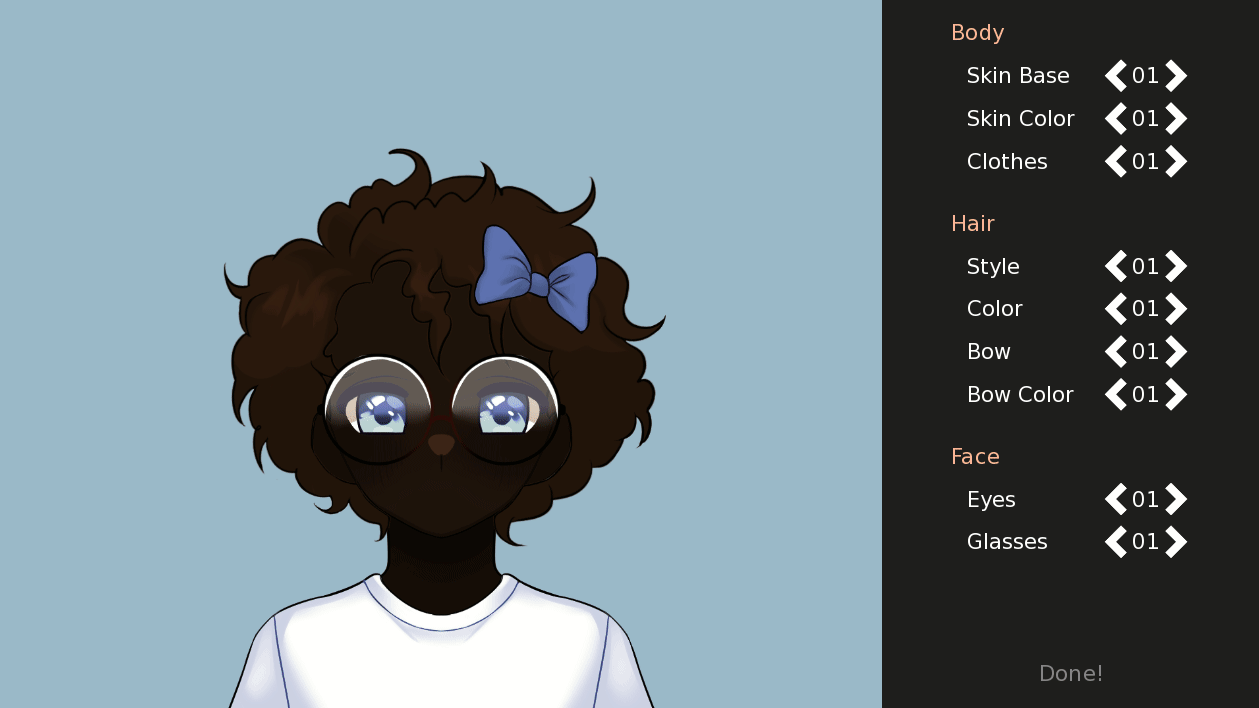 Body
Skin Base 01
Skin Color 01
Clothes 01
Hair
Style 01
Color 01
Bow 01
Bow Color 01
Face
Eyes 01
Glasses 01
Done!